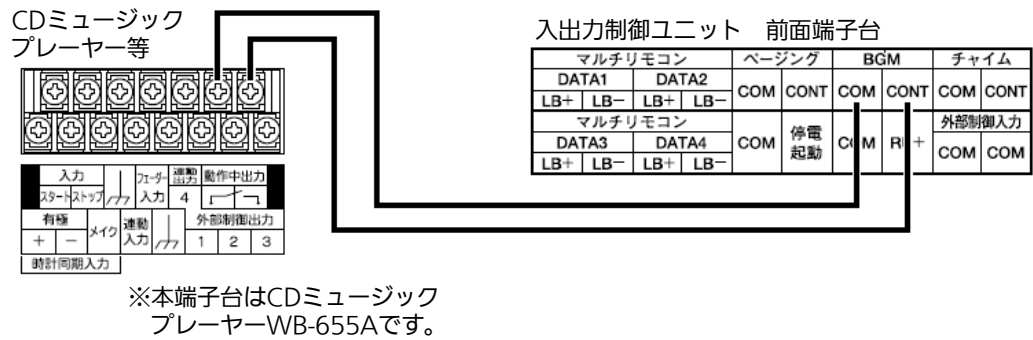 CDミュージック
プレーヤー等
入力 フェーダー 連動出力 動作中出力
スタート ストップ 入力 4
有極 メイク 連動 外部制御出力
+ − 入力 1 2 3
時計同期入力
※本端子台はCDミュージック
プレーヤーWB-655Aです。
入出力制御ユニット 前面端子台
マルチリモコン ページング BGM チャイム
DATA1 DATA2 COM CONT COM CONT COM CONT
LB+ LB− LB+ LB−
マルチリモコン COM 停電 外部制御入力
DATA3 DATA4 起動 COM COM
LB+ LB− LB+ LB−